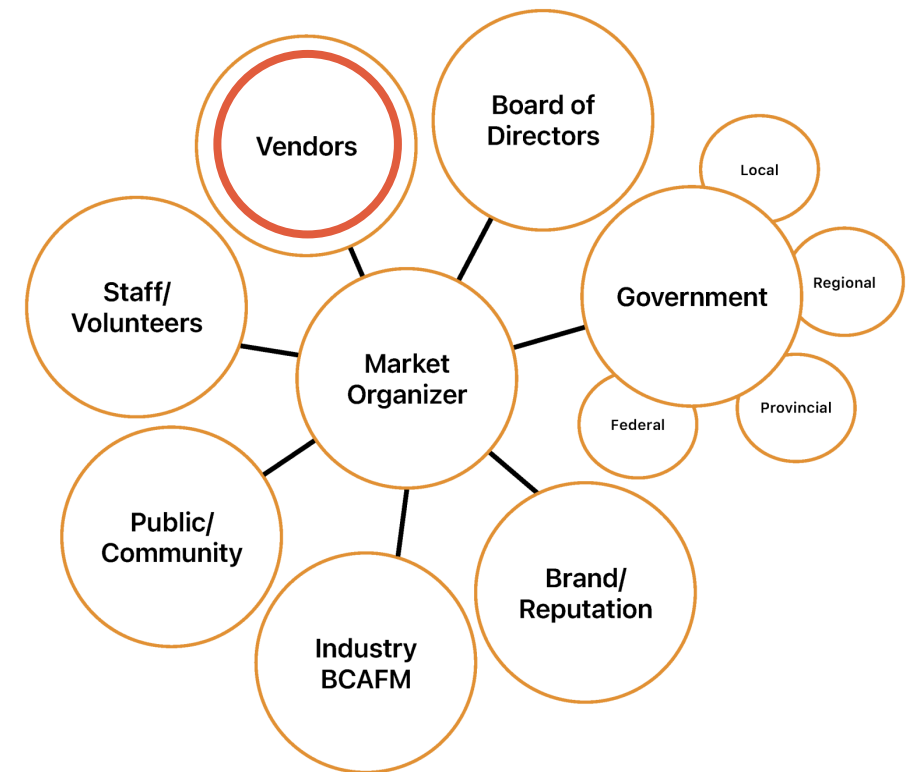 Board of
Directors
Vendors
Local
Regional
Government
Staff/
Volunteers
Market
Organizer
Provincial
Federal
Public/
Community
Brand/
Reputation
Industry
BCAFM